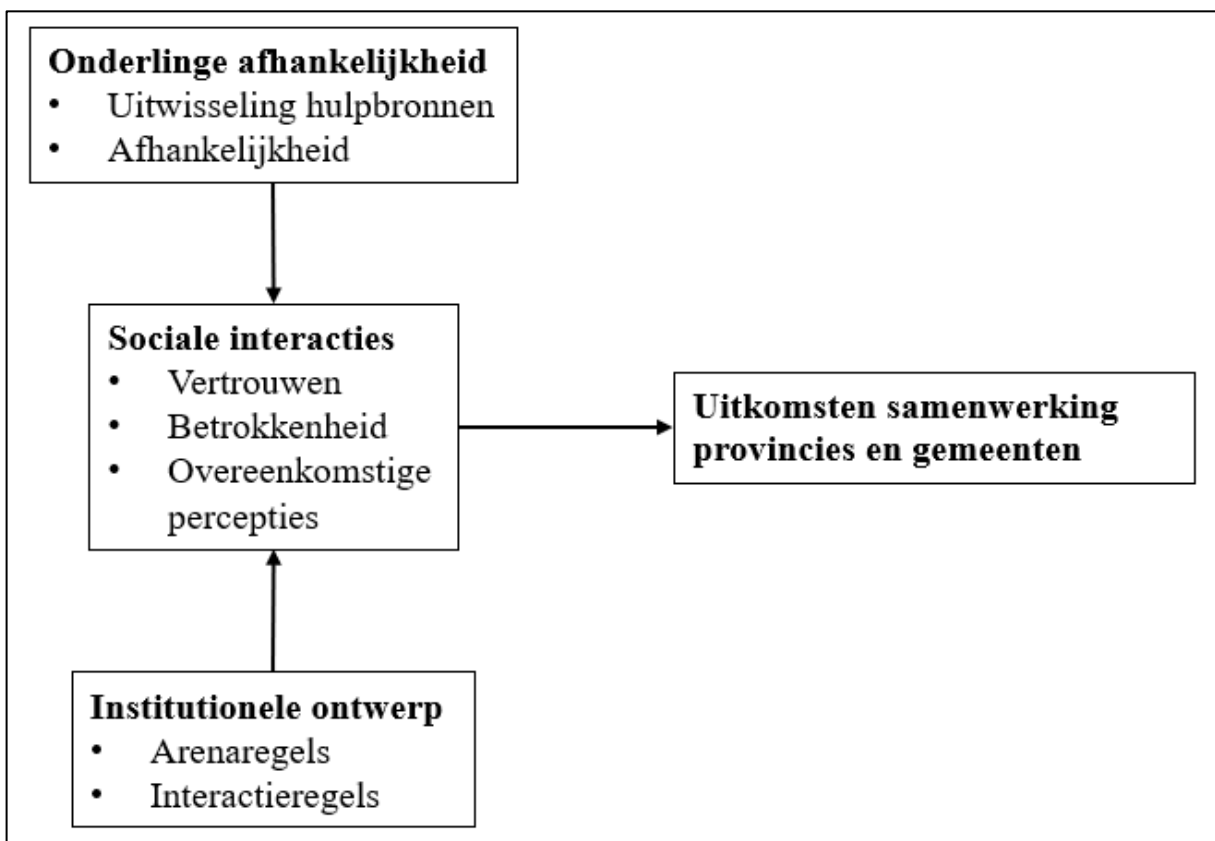 Onderlinge afhankelijkheid
• Uitwisseling hulpbronnen
• Afhankelijkheid
Sociale interacties
• Vertrouwen
• Betrokkenheid
• Overeenkomstige
percepties
Uitkomsten samenwerking
provincies en gemeenten
Institutionele ontwerp
• Arenaregels
• Interactieregels